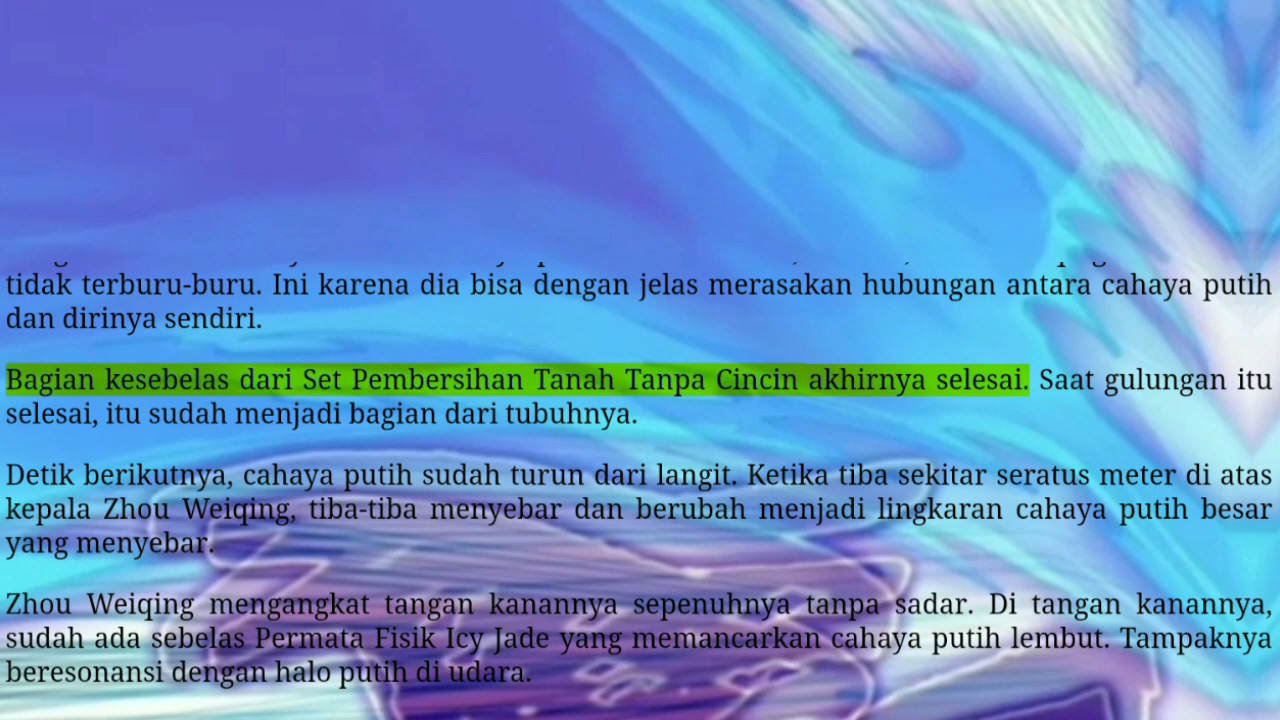 tidak terburu-buru. Ini karena dia bisa dengan jelas merasakan hubungan antara cahaya putih
dan dirinya sendiri.
Bagian kesebelas dari Set Pembersihan Tanah Tanpa Cincin akhirnya selesai. Saat gulungan itu
selesai, itu sudah menjadi bagian dari tubuhnya.
Detik berikutnya, cahaya putih sudah turun dari langit. Ketika tiba sekitar seratus meter di atas
kepala Zhou Weiqing, tiba-tiba menyebar dan berubah menjadi lingkaran cahaya putih besar
yang menyebar.
Zhou Weiqing mengangkat tangan kanannya sepenuhnya tanpa sadar. Di tangan kanannya,
sudah ada sebelas Permata Fisik Icy Jade yang memancarkan cahaya putih lembut. Tampaknya
beresonansi dengan halo putih di udara.